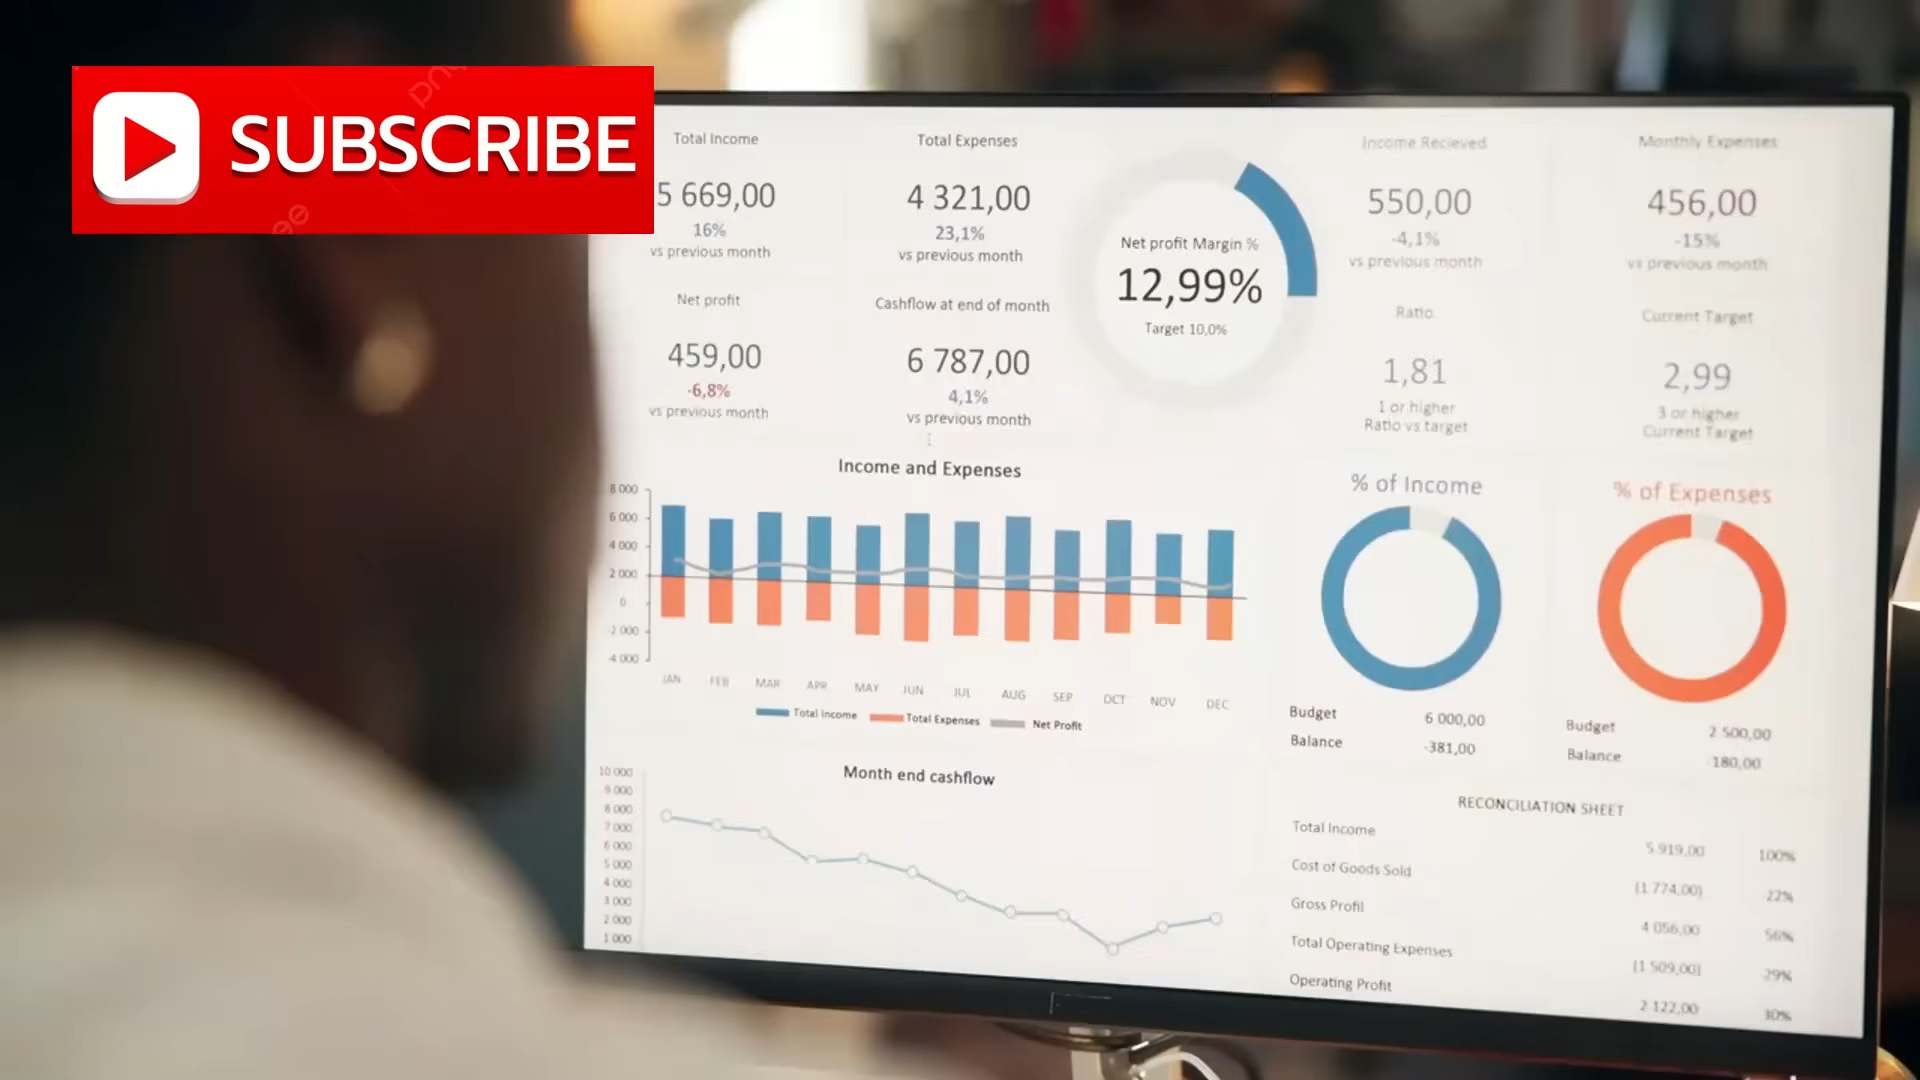 SUBSCRIBE
Total Income
5 669,00
16%
vs previous month
Total Expenses
4 321,00
23,1%
vs previous month
Net profit Margin %
12,99%
Target 10,0%
Income Recieved
550,00
-4,1%
vs previous month
Monthly Expenses
456,00
-15%
vs previous month
Net profit
459,00
-6,8%
vs previous month
Cashflow at end of month
6 787,00
4,1%
vs previous month
Ratio
1,81
1 or higher
Ratio vs target
Current Target
2,99
3 or higher
Current Target
Income and Expenses
8 000
6 000
4 000
2 000
0
-2 000
-4 000
JAN FEB MAR APR MAY JUN JUL AUG SEP OCT NOV DEC
Total Income Total Expenses Net Profit
% of Income
Budget 6 000,00
Balance -381,00
% of Expenses
Budget 2 500,00
Balance 180,00
Month end cashflow
10 000
9 000
8 000
7 000
6 000
5 000
4 000
3 000
2 000
1 000
RECONCILIATION SHEET
Total Income 5 919,00 100%
Cost of Goods Sold (1 774,00) 22%
Gross Profil 4 056,00 56%
Total Operating Expenses (1 509,00) 29%
Operating Profit 2 122,00 30%